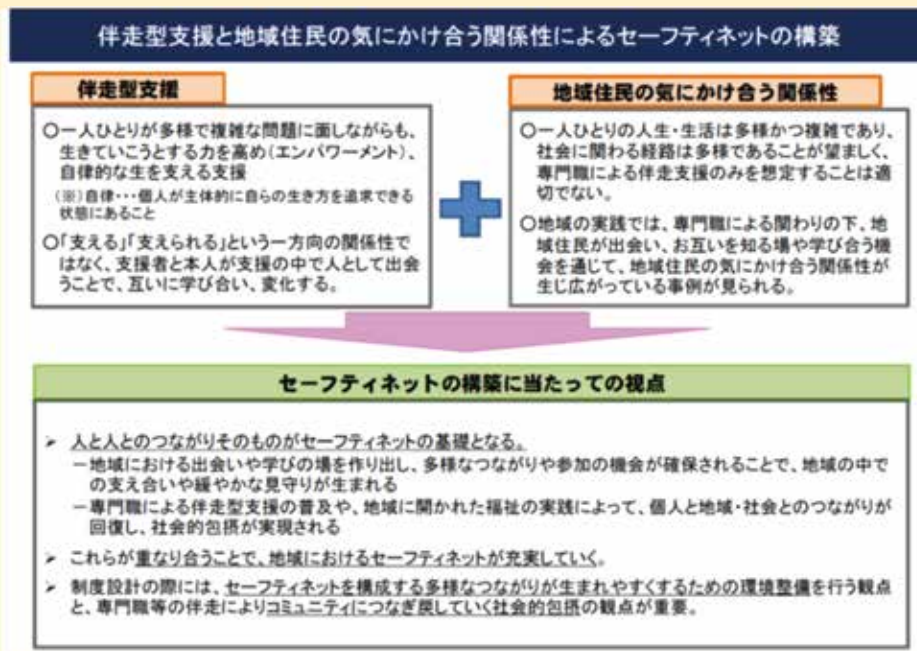 伴走型支援と地域住民の気にかけ合う関係性によるセーフティネットの構築
伴走型支援
○一人ひとりが多様で複雑な問題に面しながらも、
生きていこうとする力を高め(エンパワーメント)、
自律的な生を支える支援
(※)自律・・・個人が主体的に自らの生き方を追求できる
状態にあること
○「支える」「支えられる」という一方向の関係性で
はなく、支援者と本人が支援の中で人として出会
うことで、互いに学び合い、変化する。
地域住民の気にかけ合う関係性
○一人ひとりの人生・生活は多様かつ複雑であり、
社会に関わる経路は多様であることが望ましく、
専門職による伴走支援のみを想定することは適
切でない。
○地域の実践では、専門職による関わりの下、地
域住民が出会い、お互いを知る場や学び合う機
会を通じて、地域住民の気にかけ合う関係性が
生じ広がっている事例が見られる。
セーフティネットの構築に当たっての視点
➢ 人と人とのつながりそのものがセーフティネットの基礎となる。
－地域における出会いや学びの場を作り出し、多様なつながりや参加の機会が確保されることで、地域の中で
の支え合いや緩やかな見守りが生まれる
－専門職による伴走型支援の普及や、地域に開かれた福祉の実践によって、個人と地域・社会とのつながりが
回復し、社会的包摂が実現される
➢ これらが重なり合うことで、地域におけるセーフティネットが充実していく。
➢ 制度設計の際には、セーフティネットを構成する多様なつながりが生まれやすくするための環境整備を行う観点
と、専門職等の伴走によりコミュニティにつなぎ戻していく社会的包摂の観点が重要。